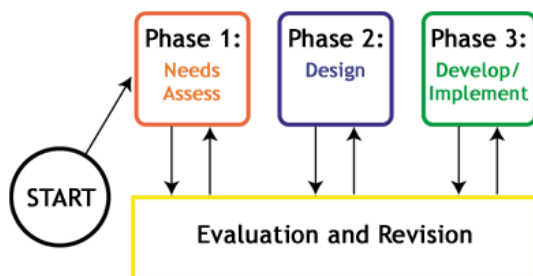 Phase 1:
Needs
Assess
Phase 2:
Design
Phase 3:
Develop/
Implement
START
Evaluation and Revision